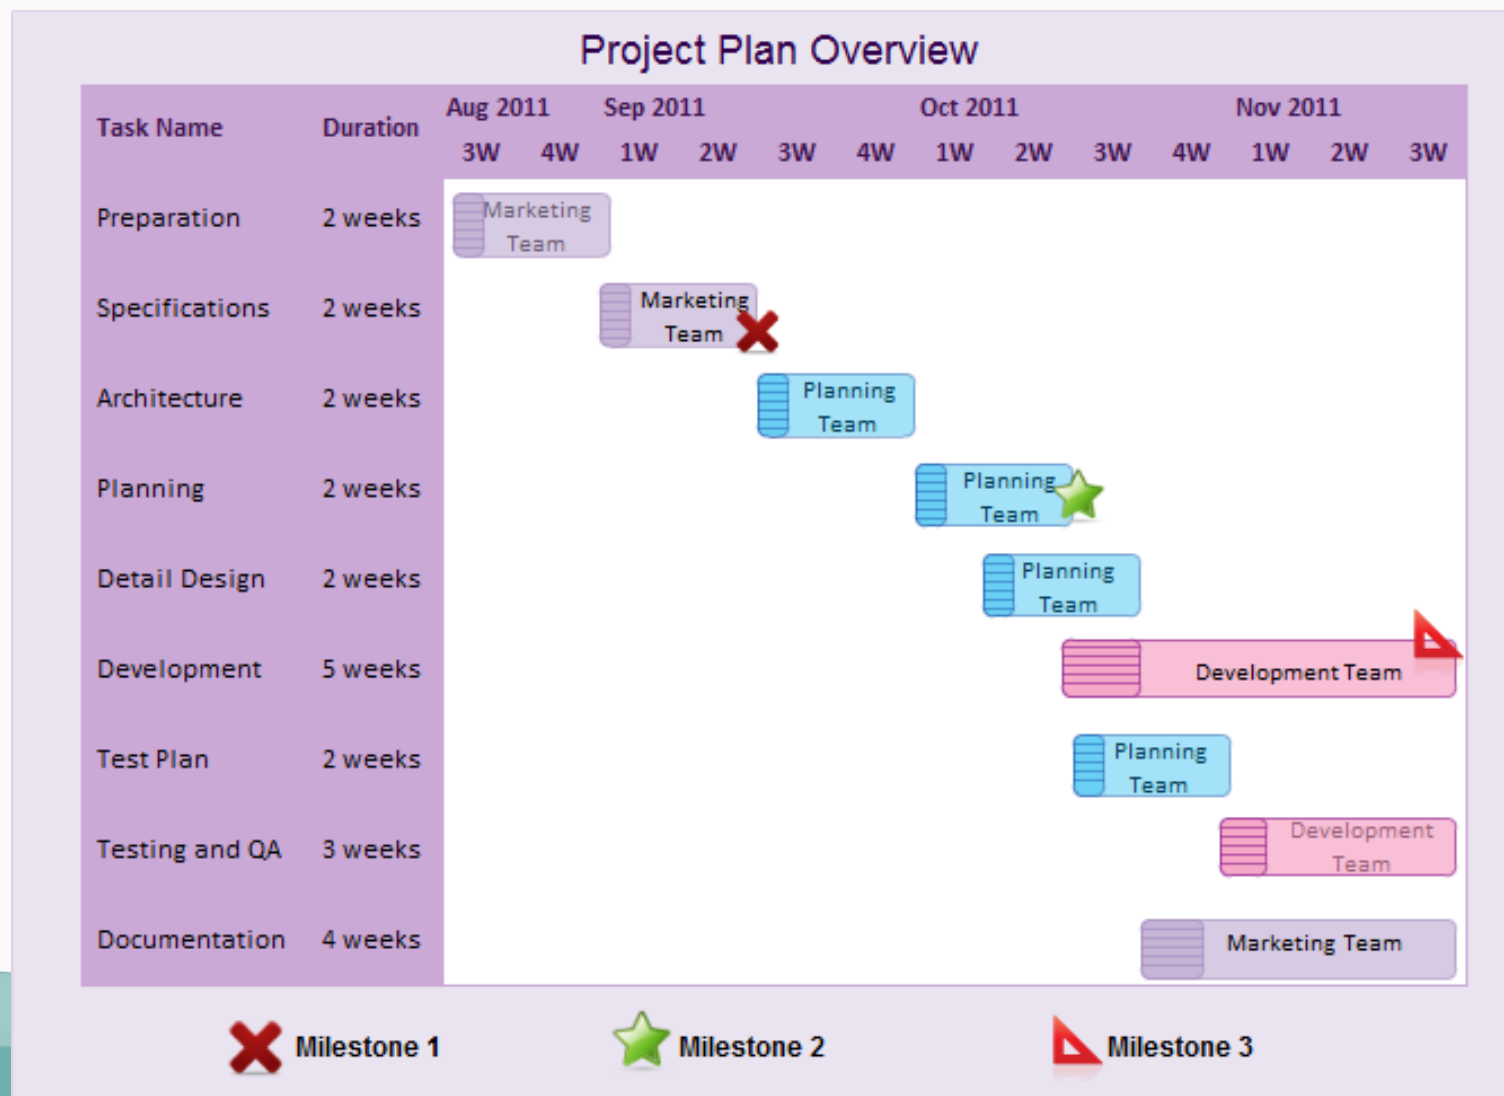 Project Plan Overview
Task Name Duration Aug 2011 Sep 2011 Oct 2011 Nov 2011
3W 4W 1W 2W 3W 4W 1W 2W 3W 4W 1W 2W 3W
Preparation 2 weeks Marketing
Team
Specifications 2 weeks Marketing
Team
Architecture 2 weeks Planning
Team
Planning 2 weeks Planning
Team
Detail Design 2 weeks Planning
Team
Development 5 weeks Development Team
Test Plan 2 weeks Planning
Team
Testing and QA 3 weeks Development
Team
Documentation 4 weeks Marketing Team
Milestone 1 Milestone 2 Milestone 3